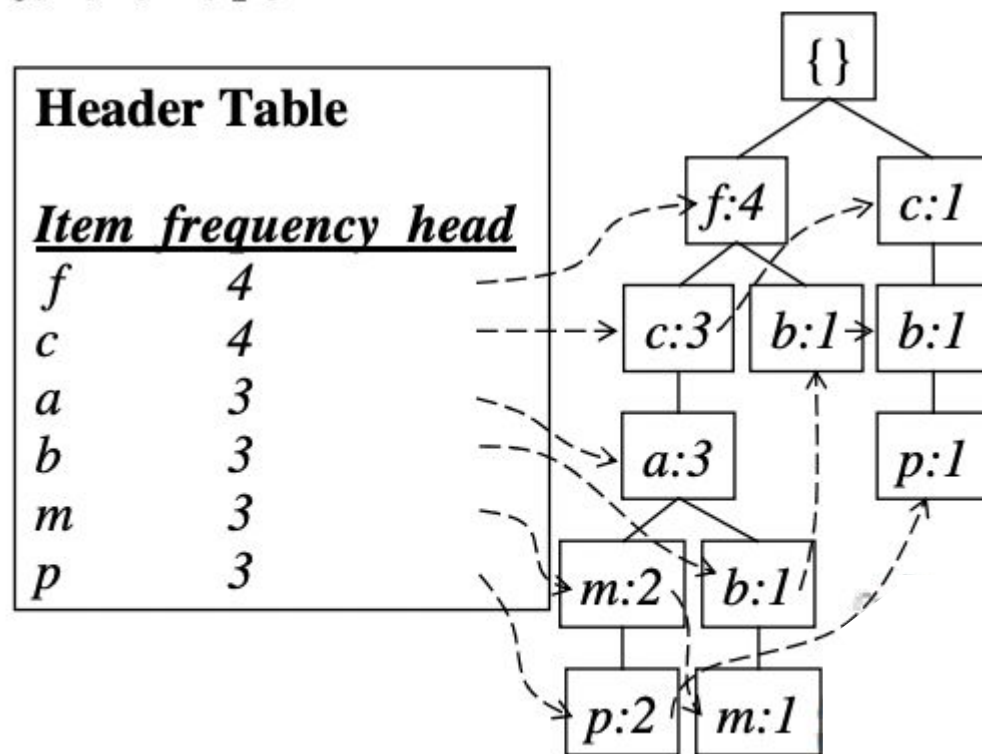 {}
Header Table
f:4 c:1
Item frequency head
f 4
c:3 b:1 b:1
c 4
a 3
a:3 p:1
b 3
m 3
p 3
m:2 b:1
p:2 m:1